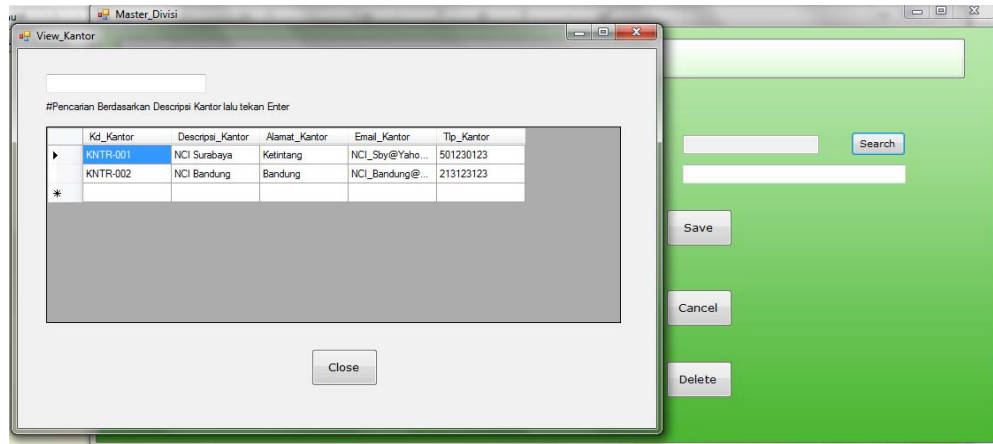 Master_Divisi
View_Kantor
#Pencarian Berdasarkan Descripsi Kantor lalu tekan Enter
Kd_Kantor Descripsi_Kantor Alamat_Kantor Email_Kantor Tlp_Kantor
KNTR-001 NCI Surabaya Ketintang NCI_Sby@Yaho... 501230123
KNTR-002 NCI Bandung Bandung NCI_Bandung@... 213123123
Close
Search
Save
Cancel
Delete